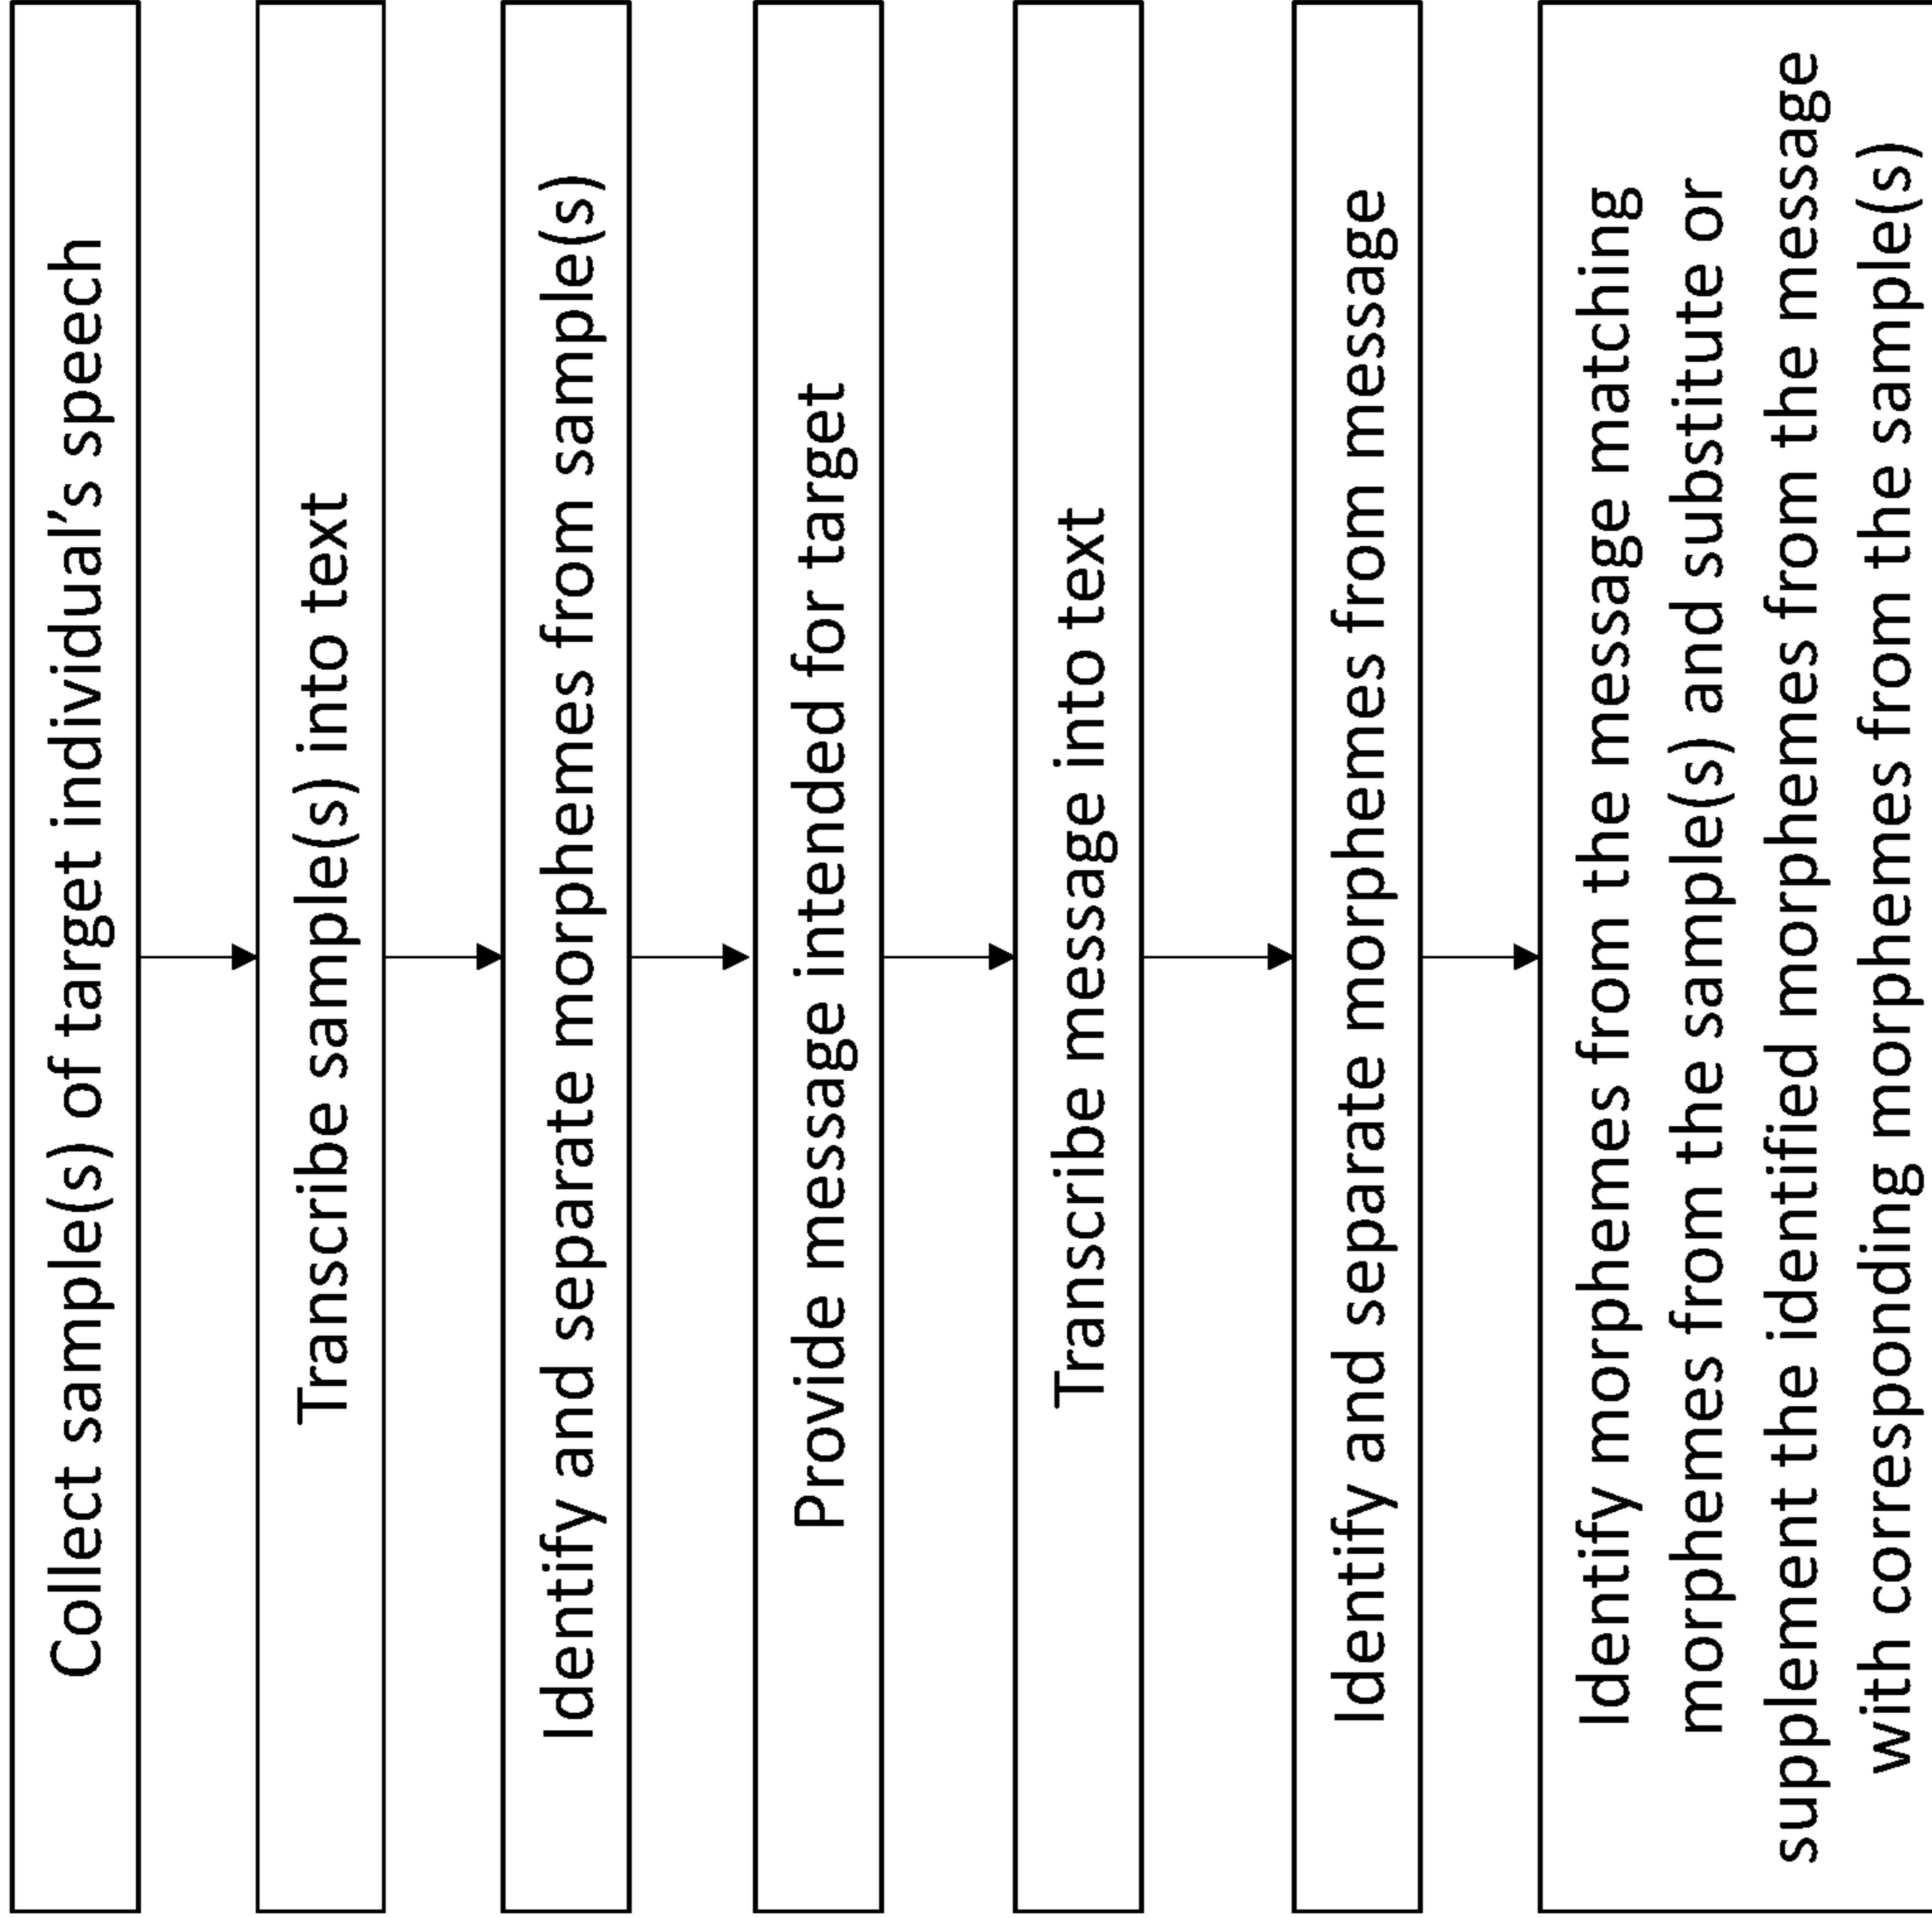 Collect sample(s) of target individual’s speech
Transcribe sample(s) into text
Identify and separate morphemes from sample(s)
Provide message intended for target
Transcribe message into text
Identify and separate morphemes from message
Identify morphemes from the message matching
morphemes from the sample(s) and substitute or
supplement the identified morphemes from the message
with corresponding morphemes from the sample(s)